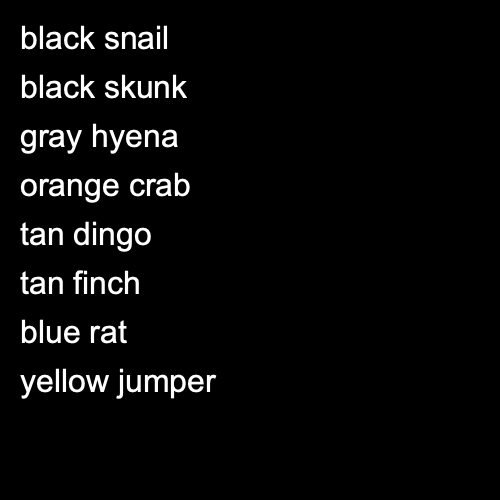 black snail
black skunk
gray hyena
orange crab
tan dingo
tan finch
blue rat
yellow jumper